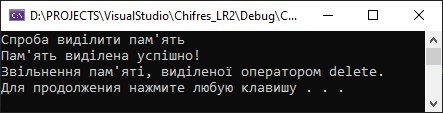 D:\PROJECTS\VisualStudio\Chifres_LR2\Debug\C...
Спроба виділити пам'ять
Пам'ять виділена успішно!
Звільнення пам'яті, виділеної оператором delete.
Для продолжения нажмите любую клавишу . . .